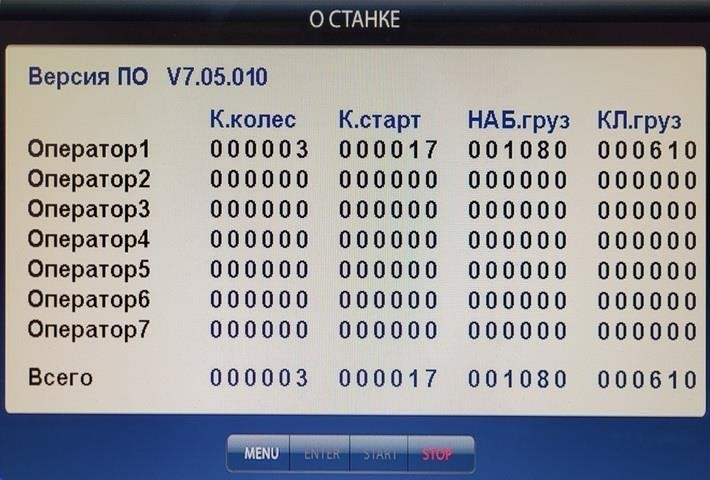 О СТАНКЕ
Версия ПО V7.05.010
К.колес К.старт НАБ.груз КЛ.груз
Оператор1 000003 000017 001080 000610
Оператор2 000000 000000 000000 000000
Оператор3 000000 000000 000000 000000
Оператор4 000000 000000 000000 000000
Оператор5 000000 000000 000000 000000
Оператор6 000000 000000 000000 000000
Оператор7 000000 000000 000000 000000
Всего 000003 000017 001080 000610
MENU ENTER START STOP